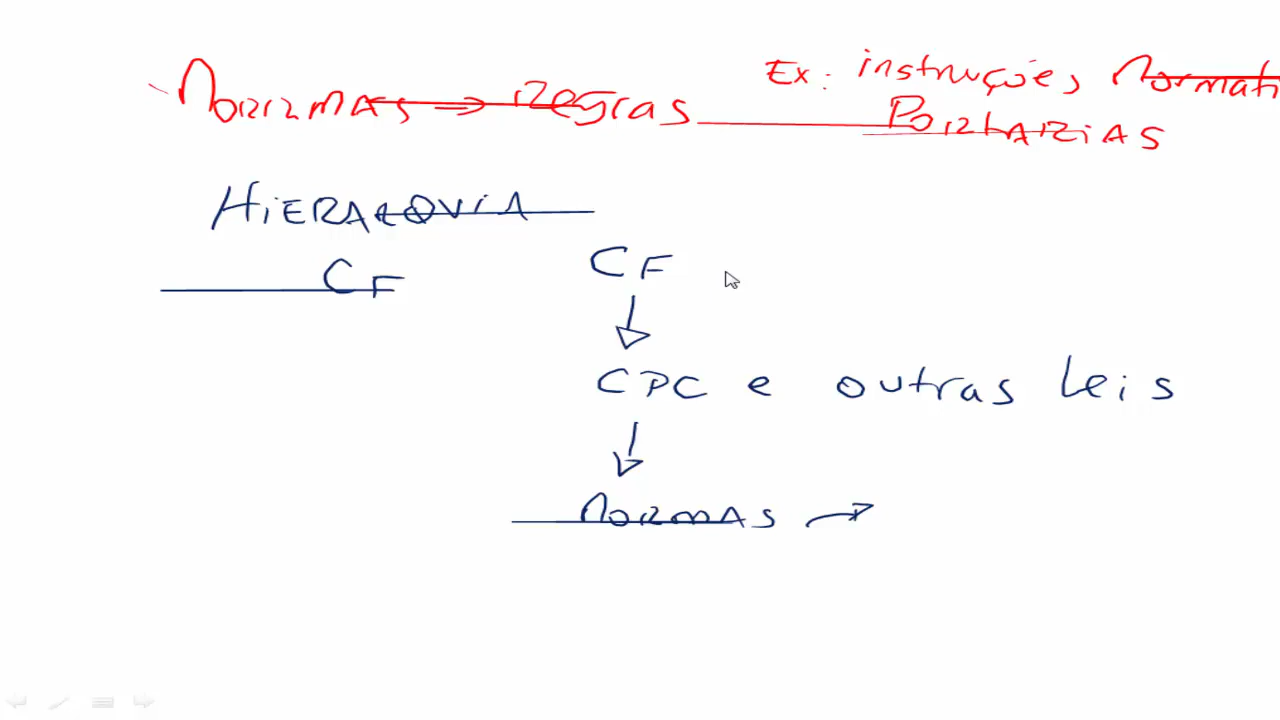 Normas ⇒ regras
Ex: instruções Normati
Portarias
HiERARQUiA
CF
CF
CPC e outras Leis
NORMAS